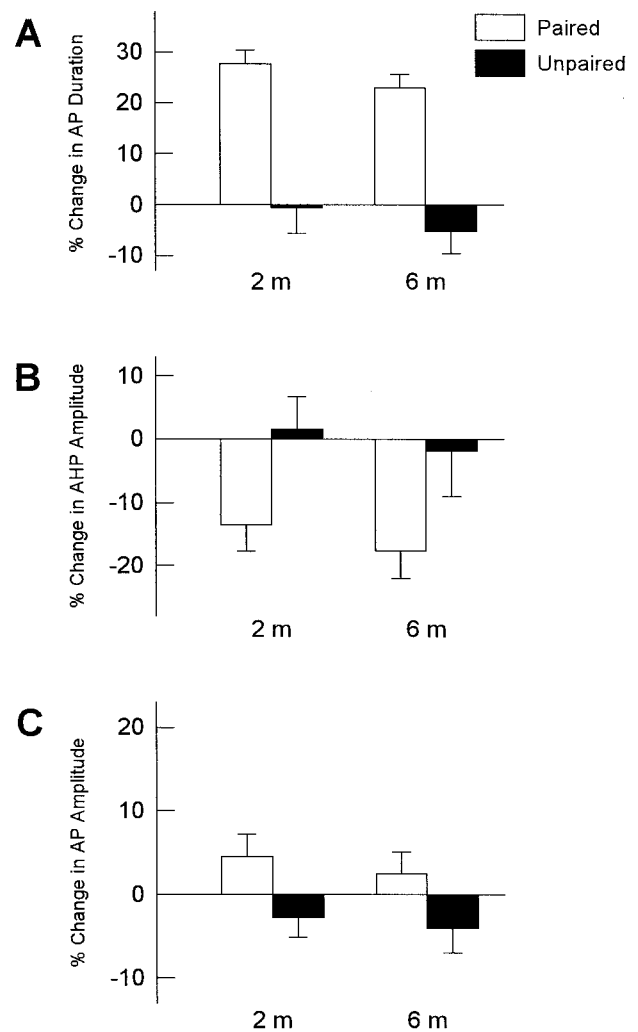 A
% Change in AP Duration
30
20
10
0
-10
2 m
6 m
Paired
Unpaired
B
% Change in AHP Amplitude
10
0
-10
-20
2 m
6 m
C
% Change in AP Amplitude
20
10
0
-10
2 m
6 m